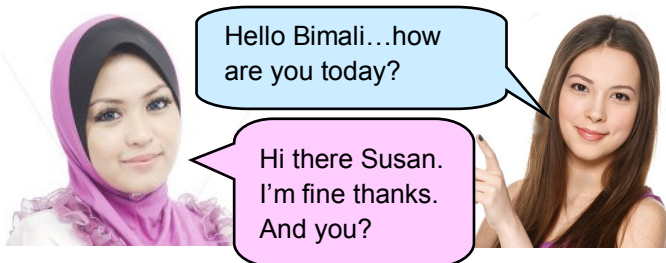 Hello Bimali…how
are you today?
Hi there Susan.
I’m fine thanks.
And you?